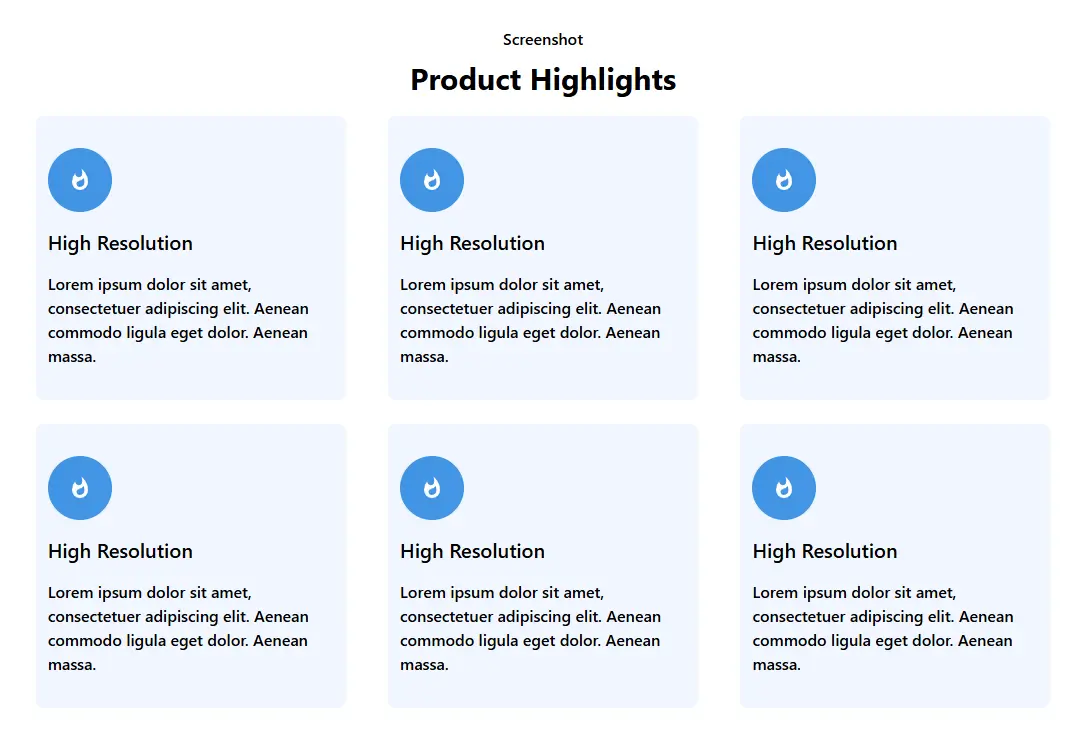 Screenshot
Product Highlights
High Resolution
Lorem ipsum dolor sit amet,
consectetuer adipiscing elit. Aenean
commodo ligula eget dolor. Aenean
massa.
High Resolution
Lorem ipsum dolor sit amet,
consectetuer adipiscing elit. Aenean
commodo ligula eget dolor. Aenean
massa.
High Resolution
Lorem ipsum dolor sit amet,
consectetuer adipiscing elit. Aenean
commodo ligula eget dolor. Aenean
massa.
High Resolution
Lorem ipsum dolor sit amet,
consectetuer adipiscing elit. Aenean
commodo ligula eget dolor. Aenean
massa.
High Resolution
Lorem ipsum dolor sit amet,
consectetuer adipiscing elit. Aenean
commodo ligula eget dolor. Aenean
massa.
High Resolution
Lorem ipsum dolor sit amet,
consectetuer adipiscing elit. Aenean
commodo ligula eget dolor. Aenean
massa.